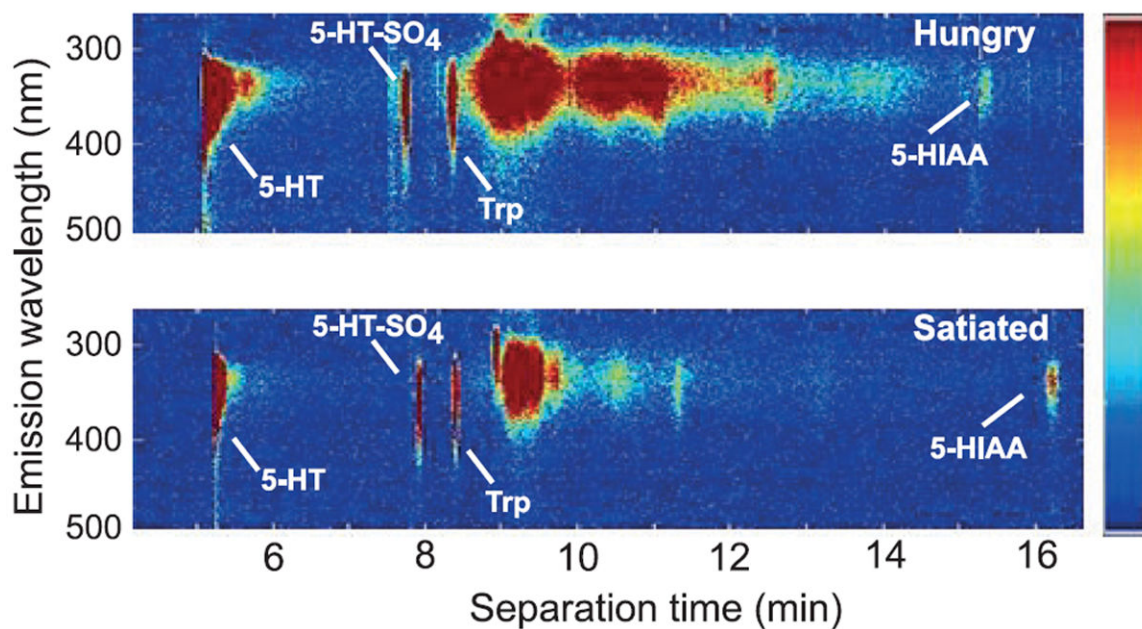 Emission wavelength (nm)
300
400
500
5-HT-SO4
Hungry
5-HT
Trp
5-HIAA
300
400
500
5-HT-SO4
Satiated
5-HT
Trp
5-HIAA
6 8 10 12 14 16
Separation time (min)